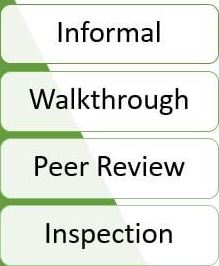 Informal
Walkthrough
Peer Review
Inspection